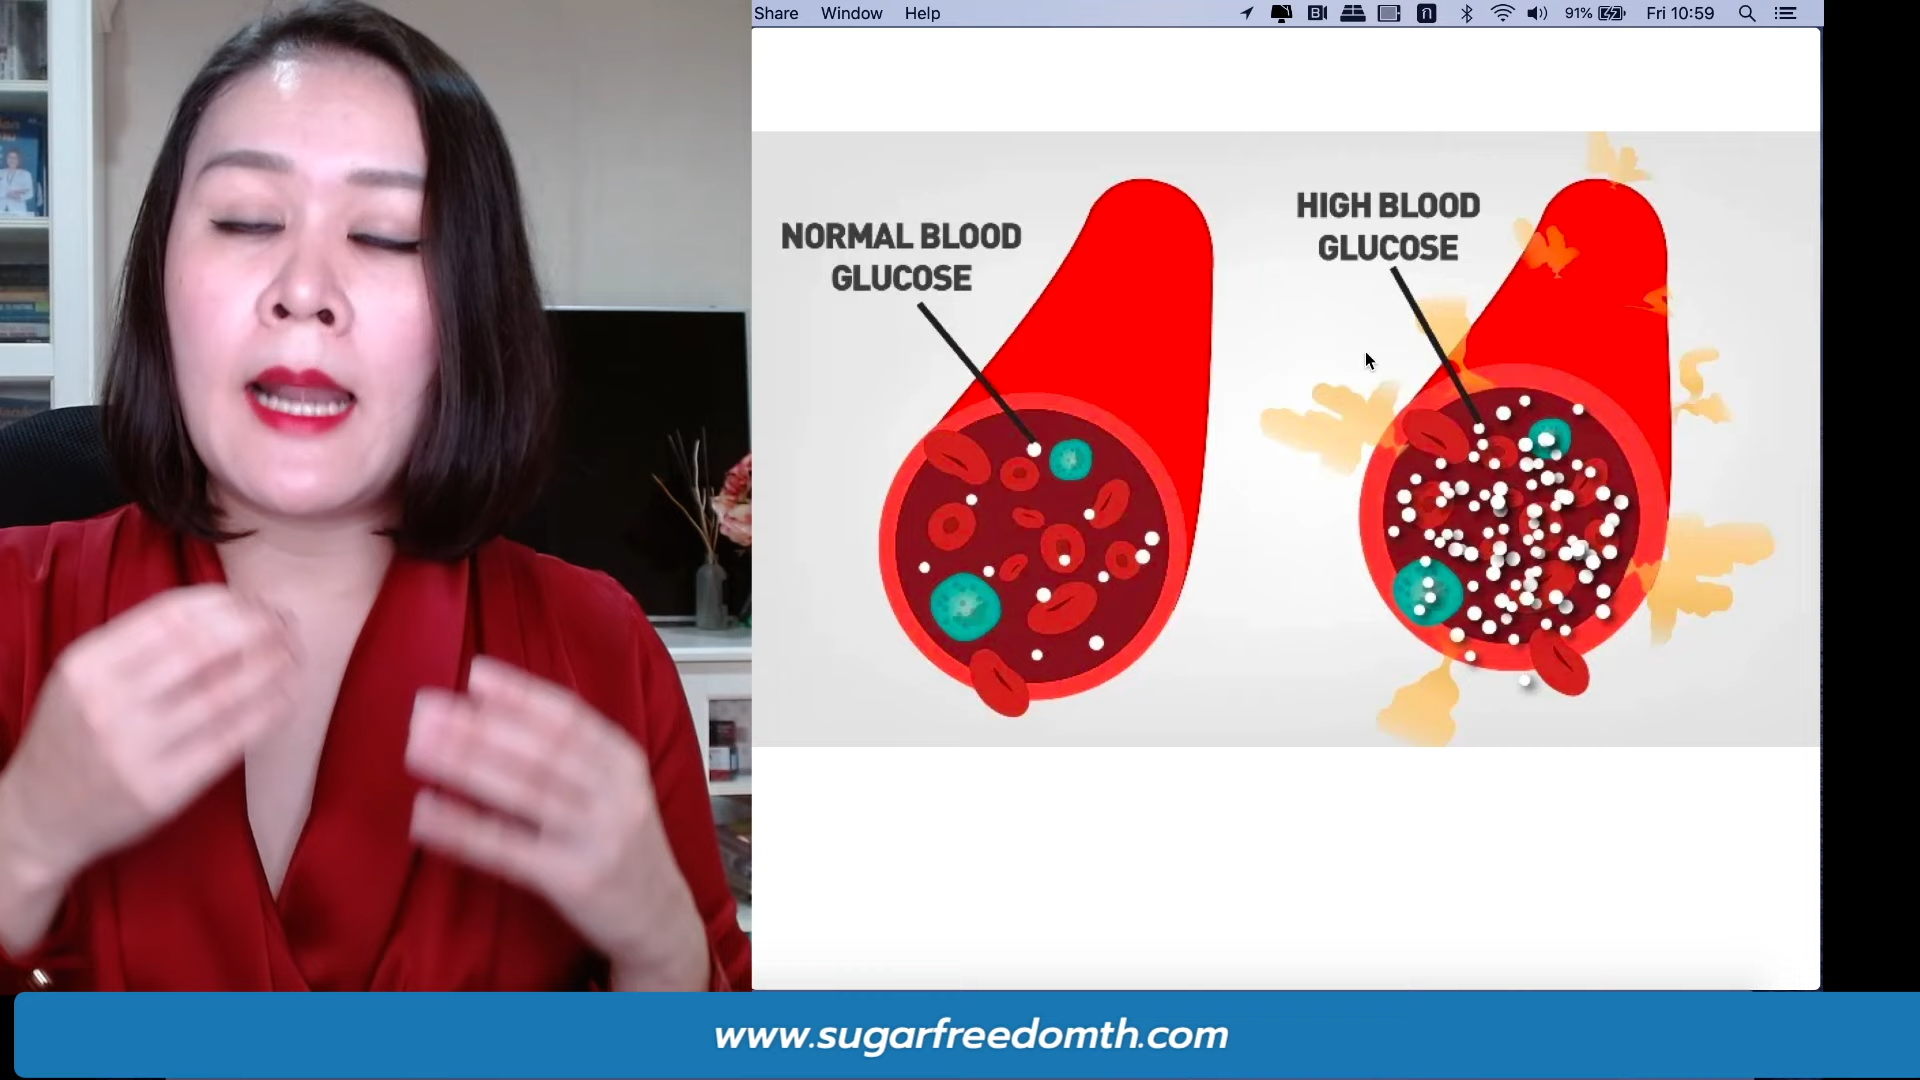 Share Window Help
91%
Fri 10:59
NORMAL BLOOD
GLUCOSE
HIGH BLOOD
GLUCOSE
www.sugarfreedomth.com